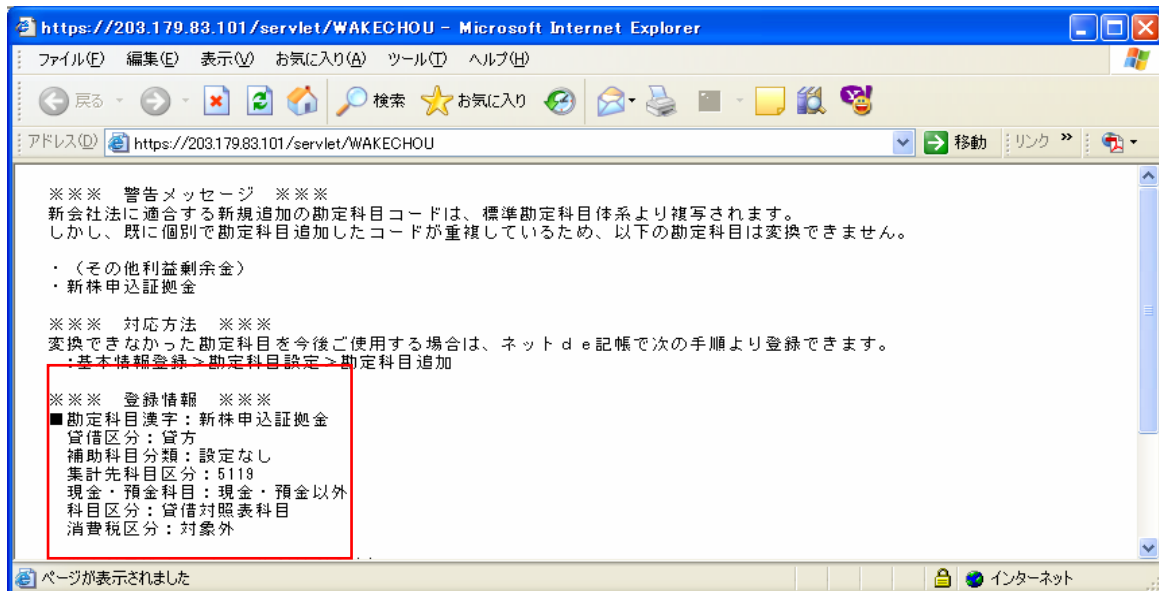 https://203.179.83.101/servlet/WAKECHOU - Microsoft Internet Explorer
ファイル(F) 編集(E) 表示(V) お気に入り(A) ツール(T) ヘルプ(H)
戻る 検索 お気に入り
アドレス(D) https://203.179.83.101/servlet/WAKECHOU 移動 リンク »
※※※ 警告メッセージ ※※※
新会社法に適合する新規追加の勘定科目コードは、標準勘定科目体系より複写されます。
しかし、既に個別で勘定科目追加したコードが重複しているため、以下の勘定科目は変換できません。
・（その他利益剰余金）
・新株申込証拠金
※※※ 対応方法 ※※※
変換できなかった勘定科目を今後ご使用する場合は、ネットｄｅ記帳で次の手順より登録できます。
：基本情報登録＞勘定科目設定＞勘定科目追加
※※※ 登録情報 ※※※
■勘定科目漢字：新株申込証拠金
貸借区分：貸方
補助科目分類：設定なし
集計先科目区分：5119
現金・預金科目：現金・預金以外
科目区分：貸借対照表科目
消費税区分：対象外
ページが表示されました インターネット